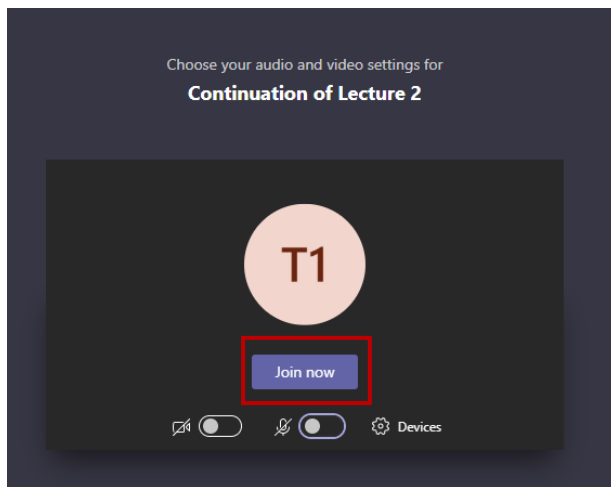 Choose your audio and video settings for
Continuation of Lecture 2
T1
Join now
Devices